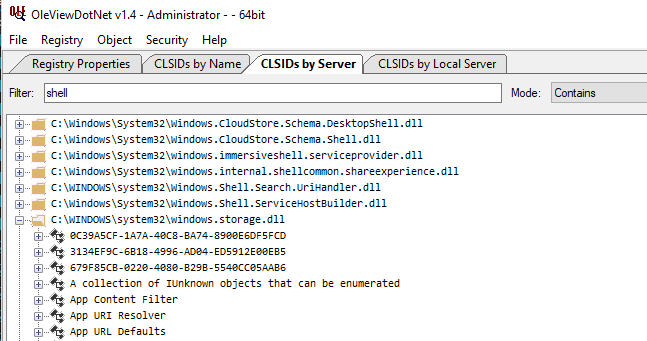 OleViewDotNet v1.4 - Administrator - - 64bit
File Registry Object Security Help
Registry Properties CLSIDs by Name CLSIDs by Server CLSIDs by Local Server
Filter: shell Mode: Contains
C:\Windows\System32\Windows.CloudStore.Schema.DesktopShell.dll
C:\Windows\System32\Windows.CloudStore.Schema.Shell.dll
C:\Windows\System32\windows.immersiveshell.serviceprovider.dll
C:\Windows\System32\windows.internal.shellcommon.shareexperience.dll
C:\WINDOWS\System32\Windows.Shell.Search.UriHandler.dll
C:\Windows\System32\Windows.Shell.ServiceHostBuilder.dll
C:\WINDOWS\system32\windows.storage.dll
0C39A5CF-1A7A-40C8-BA74-8900E6DF5FCD
3134EF9C-6B18-4996-AD04-ED5912E00EB5
679F85CB-0220-4080-B29B-5540CC05AAB6
A collection of IUnknown objects that can be enumerated
App Content Filter
App URI Resolver
App URL Defaults